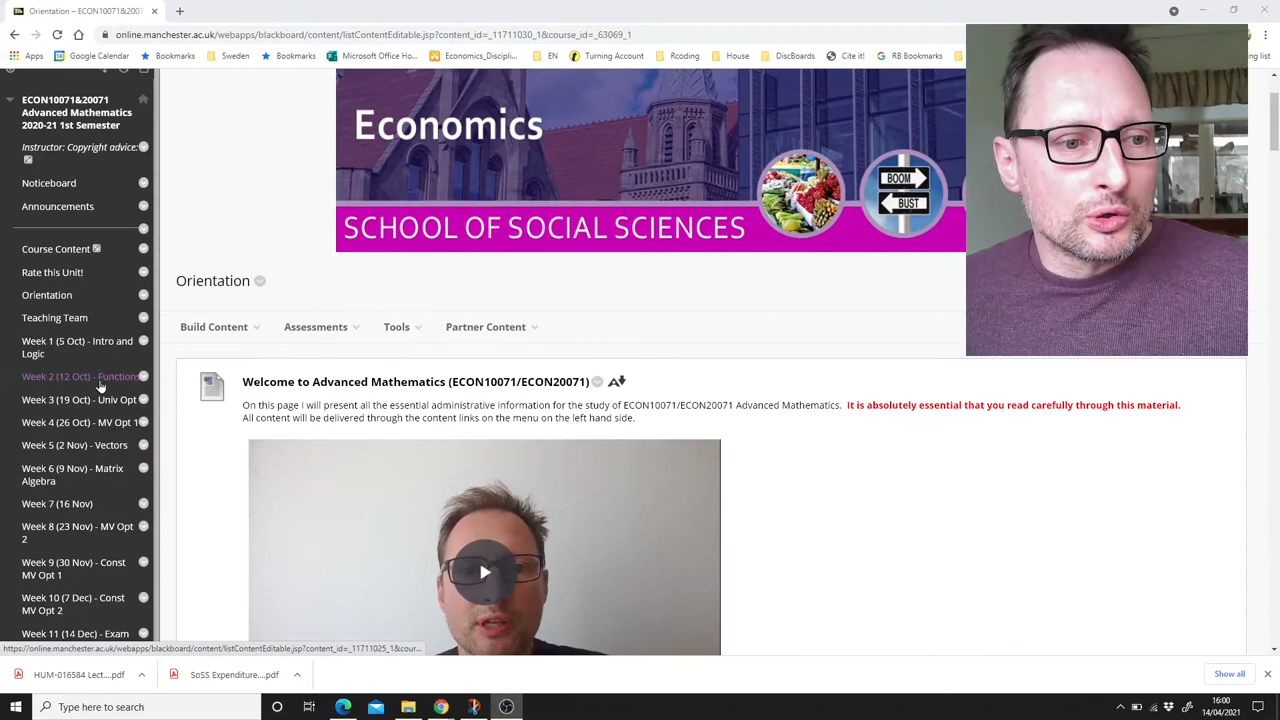 Orientation – ECON10071&2007
online.manchester.ac.uk/webapps/blackboard/content/listContentEditable.jsp?content_id=_11711030_1&course_id=_63069_1
Apps Google Calendar Bookmarks Sweden Bookmarks Microsoft Office Ho... Economics_Discipli... EN Turning Account Rcoding House DiscBoards Cite it! RB Bookmarks
ding list
ECON10071&20071
Advanced Mathematics
2020-21 1st Semester
Instructor: Copyright advice:
Noticeboard
Announcements
Course Content
Rate this Unit!
Orientation
Teaching Team
Week 1 (5 Oct) - Intro and
Logic
Week 2 (12 Oct) - Functions
Week 3 (19 Oct) - Univ Opt
Week 4 (26 Oct) - MV Opt 1
Week 5 (2 Nov) - Vectors
Week 6 (9 Nov) - Matrix
Algebra
Week 7 (16 Nov)
Week 8 (23 Nov) - MV Opt
2
Week 9 (30 Nov) - Const
MV Opt 1
Week 10 (7 Dec) - Const
MV Opt 2
Week 11 (14 Dec) - Exam
Economics
BOOM
BUST
SCHOOL OF SOCIAL SCIENCES
Orientation
Build Content Assessments Tools Partner Content
Welcome to Advanced Mathematics (ECON10071/ECON20071)
On this page I will present all the essential administrative information for the study of ECON10071/ECON20071 Advanced Mathematics. It is absolutely essential that you read carefully through this material.
All content will be delivered through the content links on the menu on the left hand side.
https://online.manchester.ac.uk/webapps/blackboard/content/listContentEditable.jsp?content_id=_11711025_1&cour...
HUM-016584 Lect....pdf SoSS Expenditure....pdf Show all
Type here to search
16:00
14/04/2021